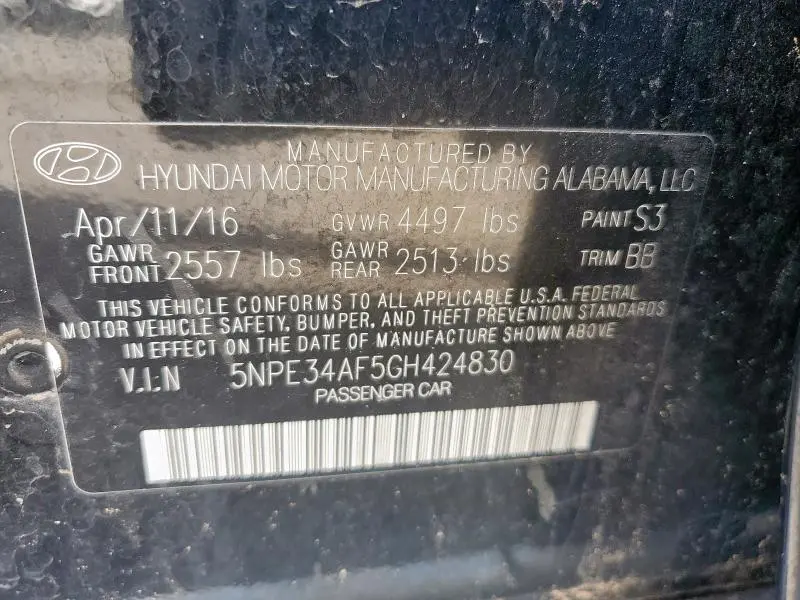 MANUFACTURED BY
HYUNDAI MOTOR MANUFACTURING ALABAMA, LLC
Apr/11/16 GVWR 4497 lbs PAINT S3
GAWR FRONT 2557 lbs GAWR REAR 2513 lbs TRIM BB
THIS VEHICLE CONFORMS TO ALL APPLICABLE U.S.A. FEDERAL
MOTOR VEHICLE SAFETY, BUMPER, AND THEFT PREVENTION STANDARDS
IN EFFECT ON THE DATE OF MANUFACTURE SHOWN ABOVE
V.I.N 5NPE34AF5GH424830
PASSENGER CAR